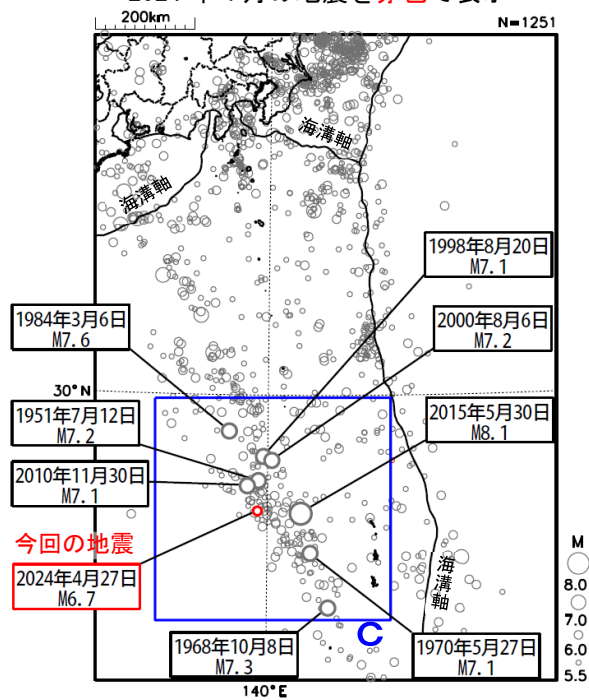 200km
N=1251
海溝軸
海溝軸
1998年8月20日
M7.1
1984年3月6日
M7.6
2000年8月6日
M7.2
30°N
1951年7月12日
M7.2
2015年5月30日
M8.1
2010年11月30日
M7.1
今回の地震
2024年4月27日
M6.7
海溝軸
M
8.0
7.0
6.0
5.5
C
1968年10月8日
M7.3
1970年5月27日
M7.1
140°E